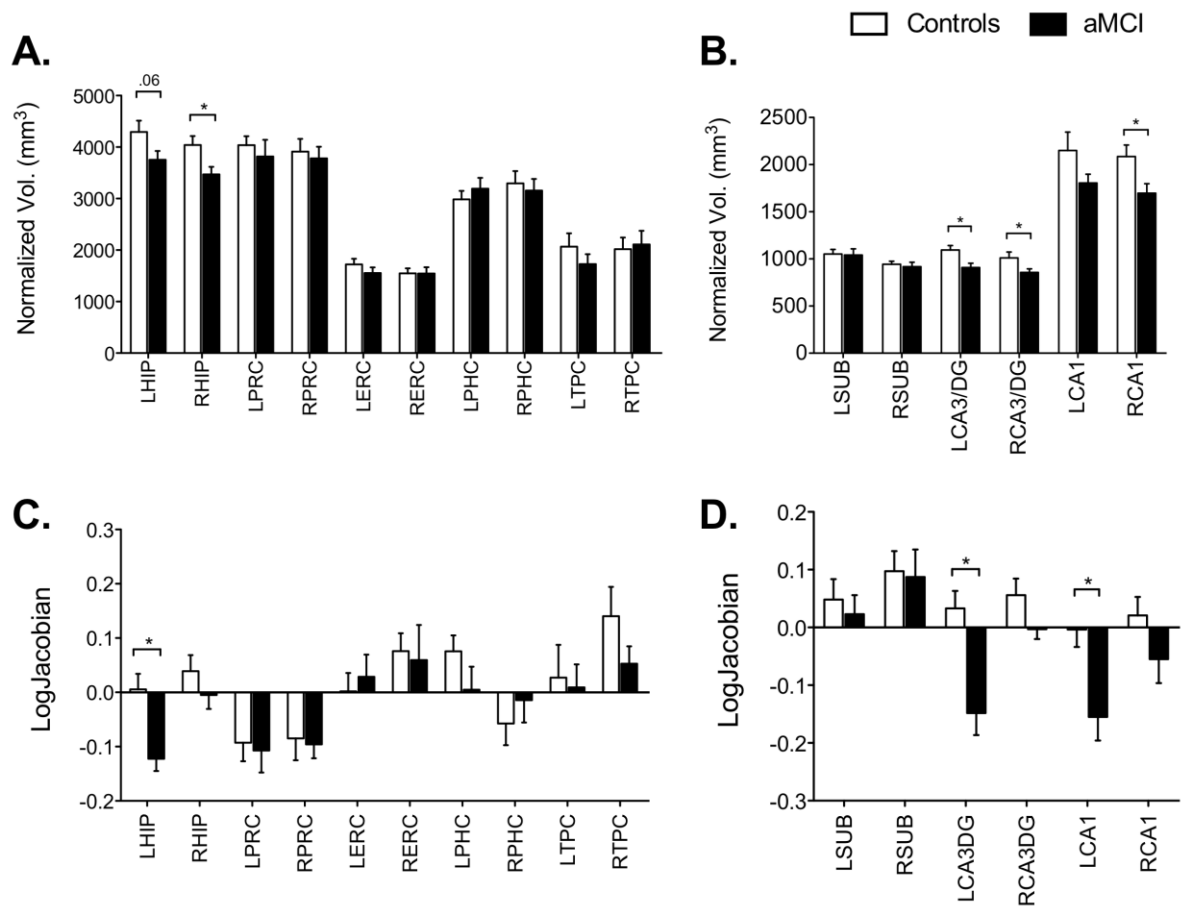 Controls aMCI
A.
Normalized Vol. (mm³)
5000
4000
3000
2000
1000
0
.06
*
LHIP
RHIP
LPRC
RPRC
LERC
RERC
LPHC
RPHC
LTPC
RTPC
B.
Normalized Vol. (mm³)
2500
2000
1500
1000
500
0
*
*
*
LSUB
RSUB
LCA3/DG
RCA3/DG
LCA1
RCA1
C.
LogJacobian
0.3
0.2
0.1
0.0
-0.1
-0.2
*
LHIP
RHIP
LPRC
RPRC
LERC
RERC
LPHC
RPHC
LTPC
RTPC
D.
LogJacobian
0.2
0.1
0.0
-0.1
-0.3
*
*
LSUB
RSUB
LCA3DG
RCA3DG
LCA1
RCA1